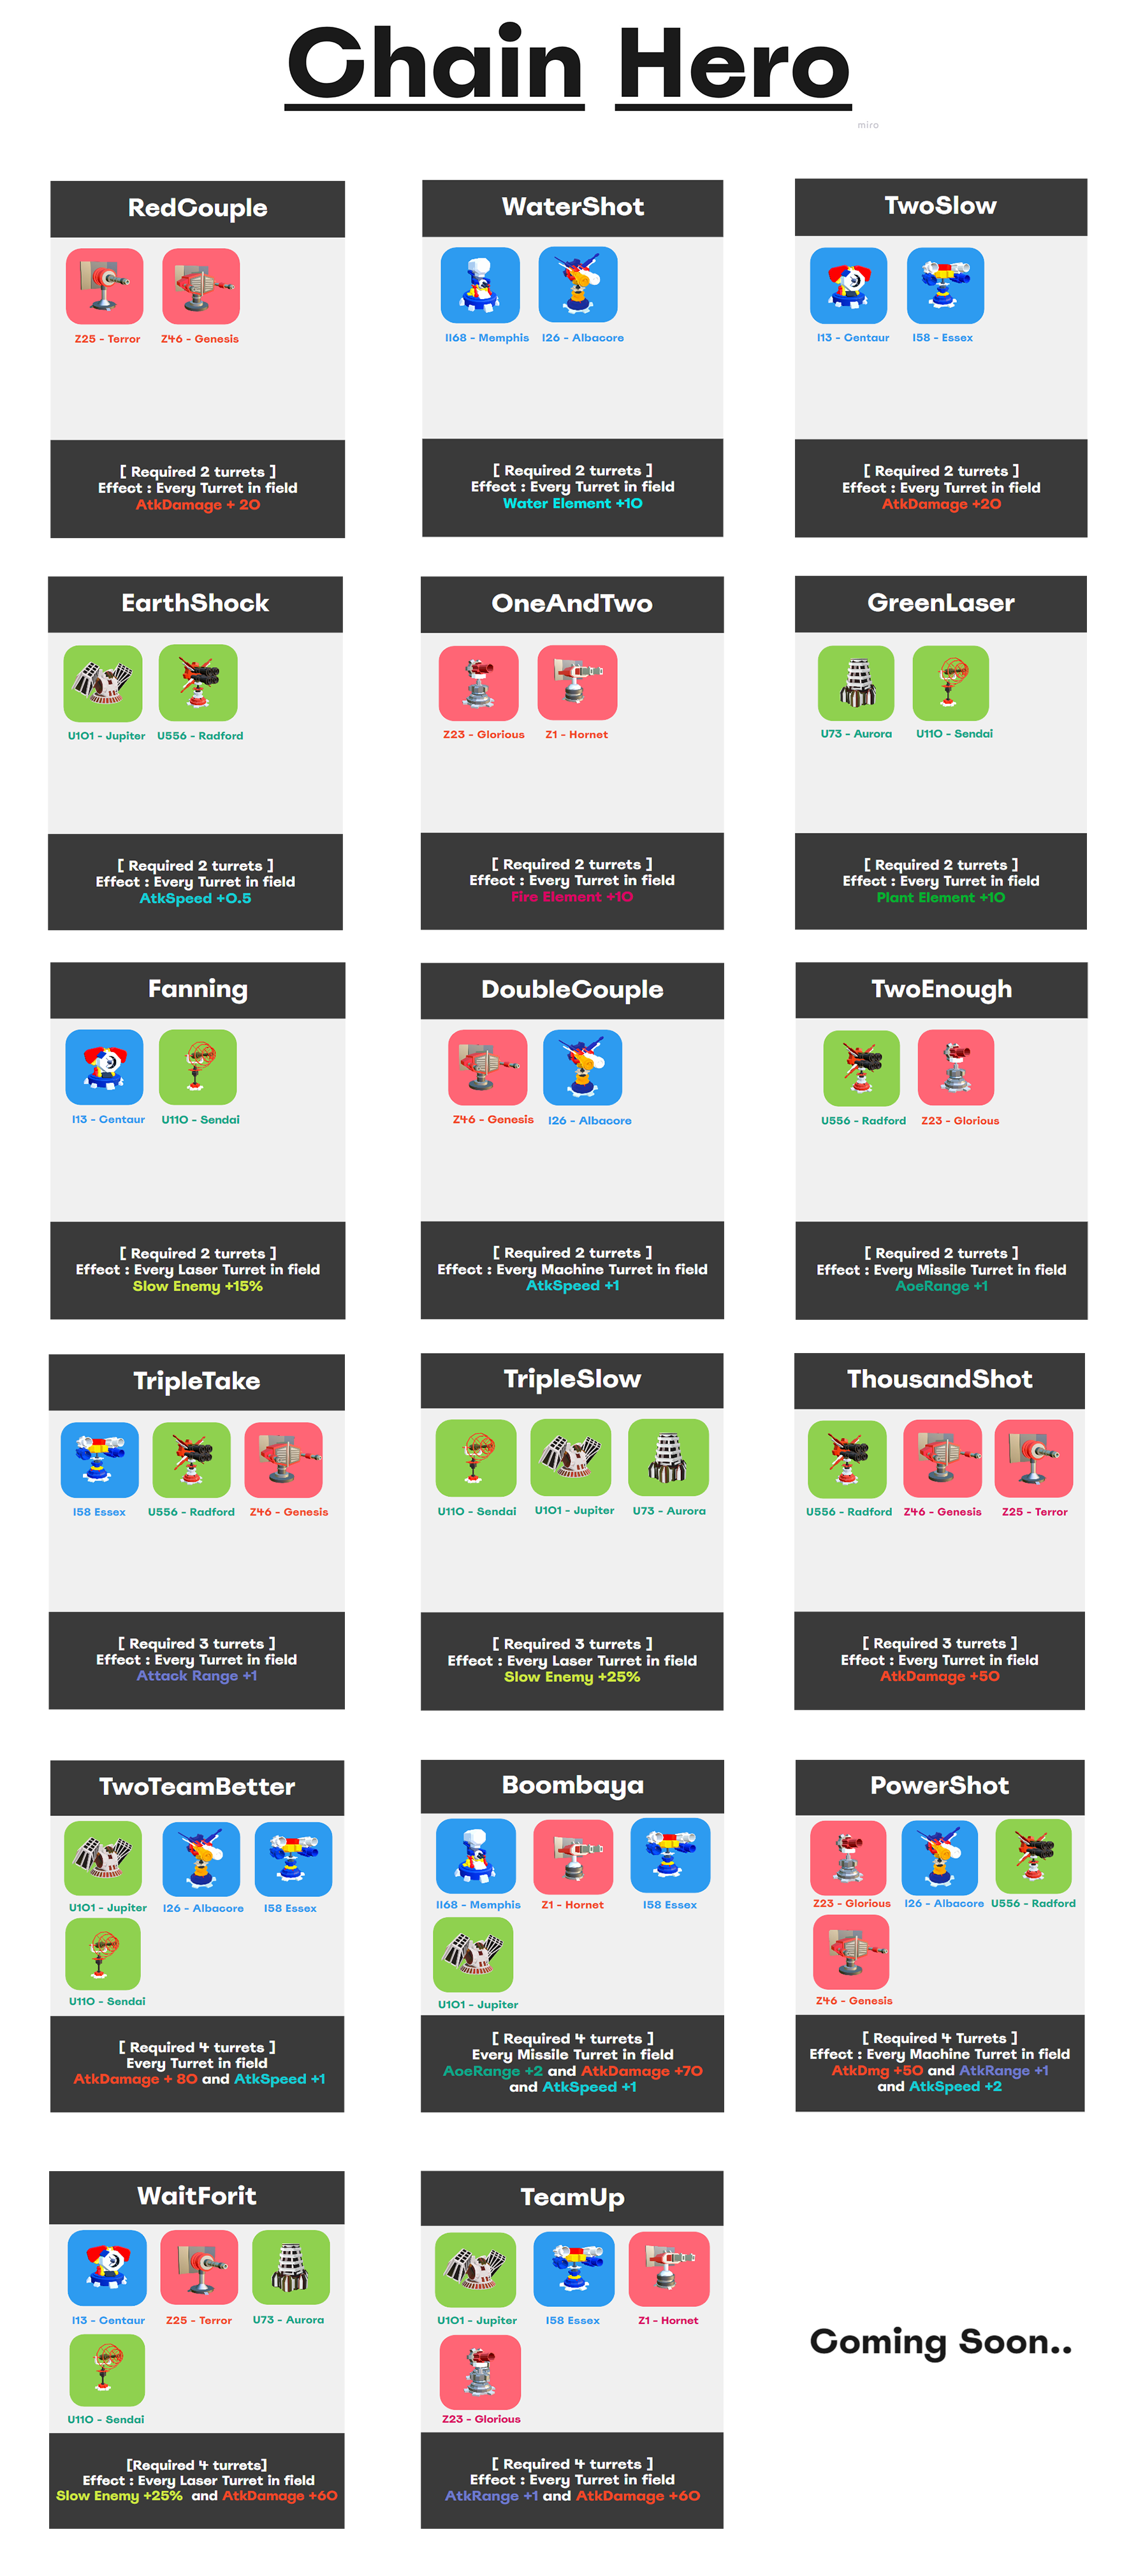 Chain Hero
miro
RedCouple
Z25 - Terror
Z46 - Genesis
[ Required 2 turrets ]
Effect : Every Turret in field
AtkDamage + 20
WaterShot
II68 - Memphis
I26 - Albacore
[ Required 2 turrets ]
Effect : Every Turret in field
Water Element +10
TwoSlow
I13 - Centaur
I58 - Essex
[ Required 2 turrets ]
Effect : Every Turret in field
AtkDamage +20
EarthShock
U101 - Jupiter
U556 - Radford
[ Required 2 turrets ]
Effect : Every Turret in field
AtkSpeed +0.5
OneAndTwo
Z23 - Glorious
Z1 - Hornet
[ Required 2 turrets ]
Effect : Every Turret in field
Fire Element +10
GreenLaser
U73 - Aurora
U110 - Sendai
[ Required 2 turrets ]
Effect : Every Turret in field
Plant Element +10
Fanning
I13 - Centaur
U110 - Sendai
[ Required 2 turrets ]
Effect : Every Laser Turret in field
Slow Enemy +15%
DoubleCouple
Z46 - Genesis
I26 - Albacore
[ Required 2 turrets ]
Effect : Every Machine Turret in field
AtkSpeed +1
TwoEnough
U556 - Radford
Z23 - Glorious
[ Required 2 turrets ]
Effect : Every Missile Turret in field
AoeRange +1
TripleTake
I58 Essex
U556 - Radford
Z46 - Genesis
[ Required 3 turrets ]
Effect : Every Turret in field
Attack Range +1
TripleSlow
U110 - Sendai
U101 - Jupiter
U73 - Aurora
[ Required 3 turrets ]
Effect : Every Laser Turret in field
Slow Enemy +25%
ThousandShot
U556 - Radford
Z46 - Genesis
Z25 - Terror
[ Required 3 turrets ]
Effect : Every Turret in field
AtkDamage +50
TwoTeamBetter
U101 - Jupiter
I26 - Albacore
I58 Essex
U110 - Sendai
[ Required 4 turrets ]
Every Turret in field
AtkDamage + 80 and AtkSpeed +1
Boombaya
II68 - Memphis
Z1 - Hornet
I58 Essex
U101 - Jupiter
[ Required 4 turrets ]
Every Missile Turret in field
AoeRange +2 and AtkDamage +70
and AtkSpeed +1
PowerShot
Z23 - Glorious
I26 - Albacore
U556 - Radford
Z46 - Genesis
[ Required 4 Turrets ]
Effect : Every Machine Turret in field
AtkDmg +50 and AtkRange +1
and AtkSpeed +2
WaitForit
I13 - Centaur
Z25 - Terror
U73 - Aurora
U110 - Sendai
[Required 4 turrets]
Effect : Every Laser Turret in field
Slow Enemy +25% and AtkDamage +60
TeamUp
U101 - Jupiter
I58 Essex
Z1 - Hornet
Z23 - Glorious
[ Required 4 turrets ]
Effect : Every Turret in field
AtkRange +1 and AtkDamage +60
Coming Soon..